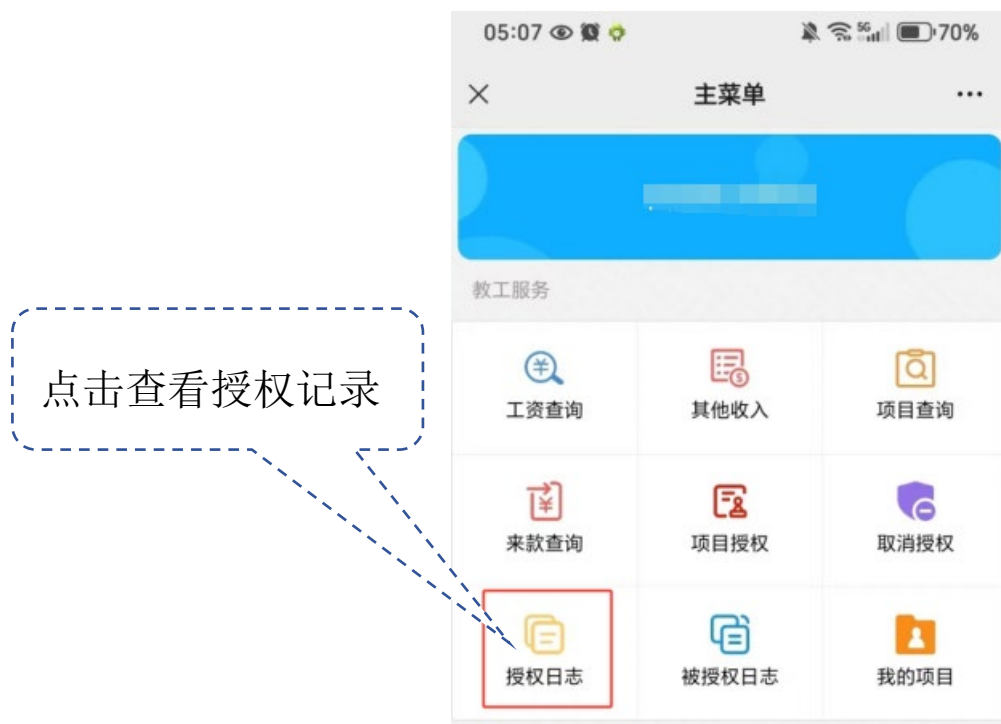 05:07
5G
70%
主菜单
教工服务
点击查看授权记录
工资查询
其他收入
项目查询
来款查询
项目授权
取消授权
授权日志
被授权日志
我的项目